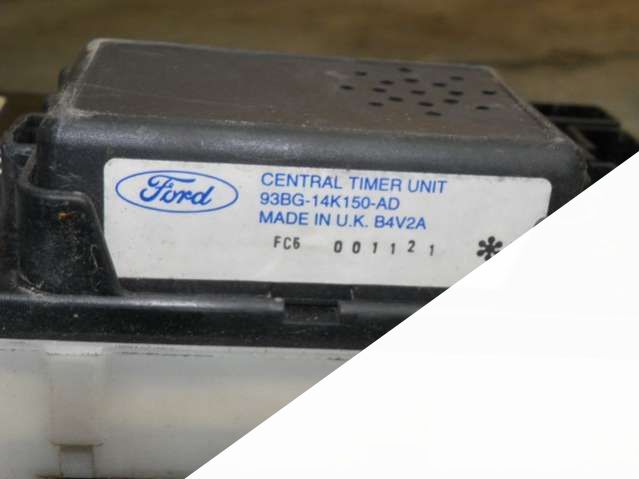 Ford
CENTRAL TIMER UNIT
93BG-14K150-AD
MADE IN U.K. B4V2A
FC6 001121 *